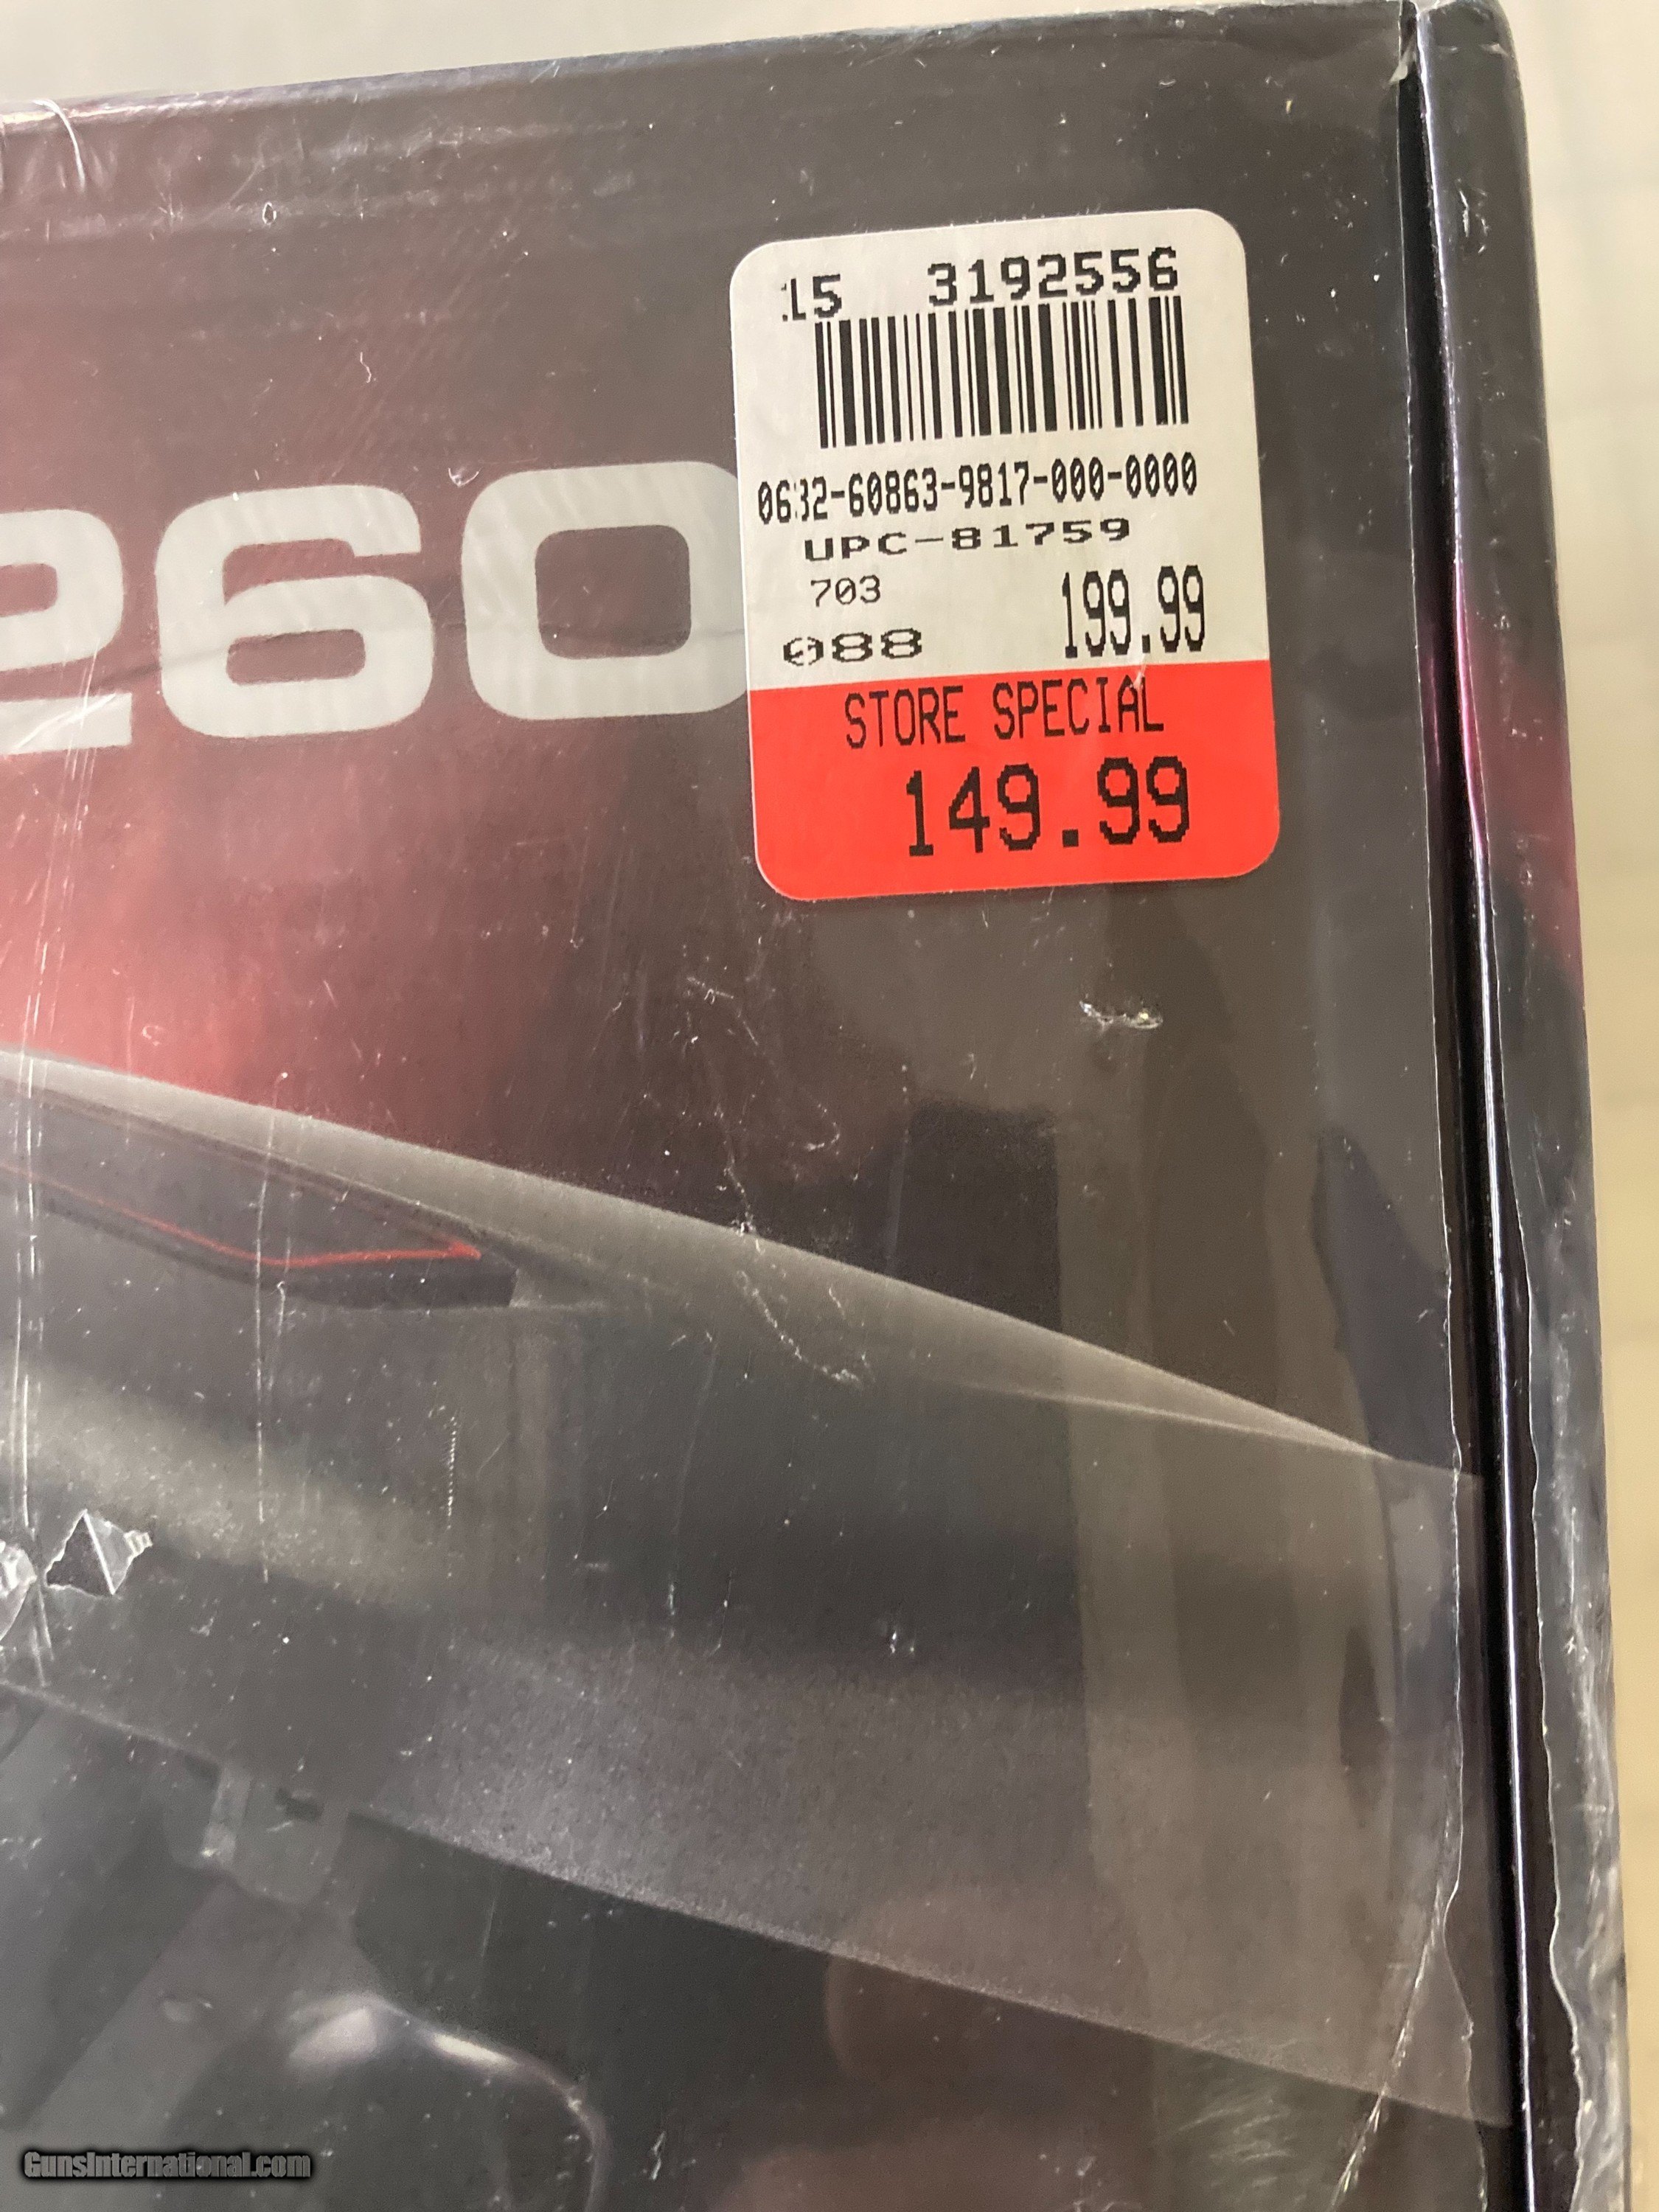 15 3192556
0632-60863-9817-000-0000
UPC-81759
703 199.99
088
STORE SPECIAL
149.99
260
GunsInternational.com